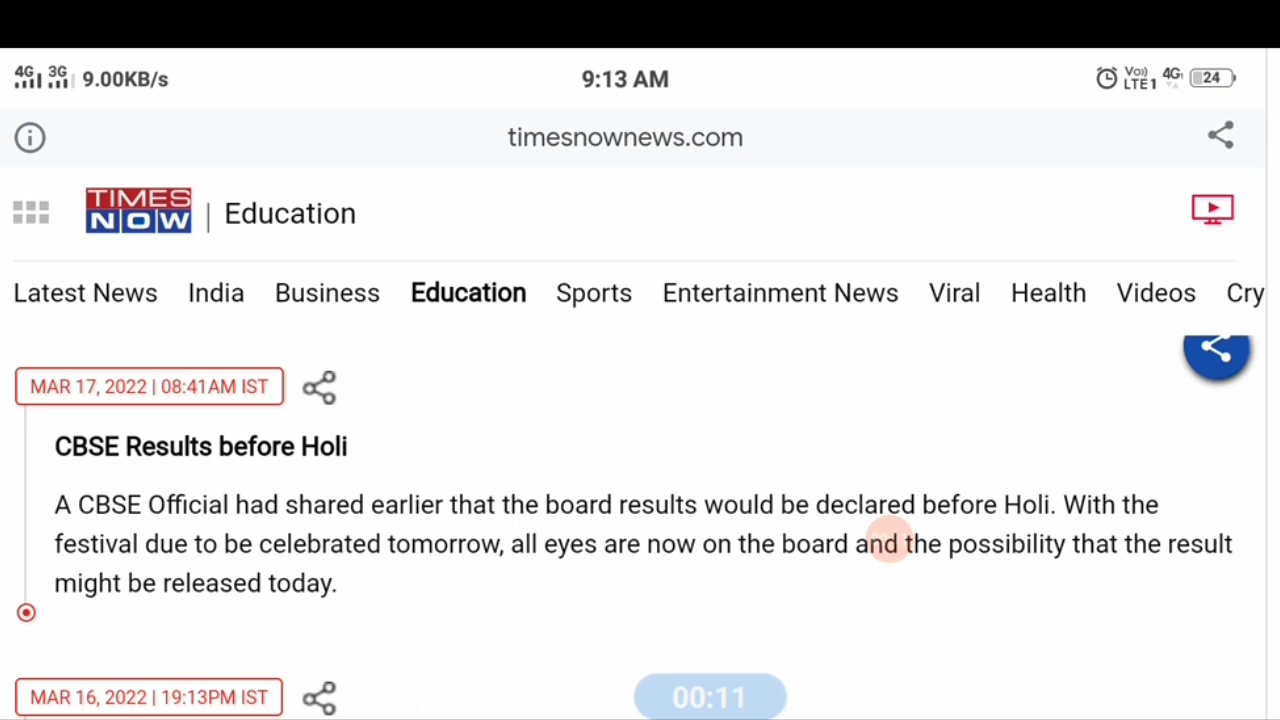 4G 3G 9.00KB/s 9:13 AM Vo) LTE1 4G 24
timesnownews.com
TIMES NOW | Education
Latest News India Business Education Sports Entertainment News Viral Health Videos Cry
MAR 17, 2022 | 08:41AM IST
CBSE Results before Holi
A CBSE Official had shared earlier that the board results would be declared before Holi. With the
festival due to be celebrated tomorrow, all eyes are now on the board and the possibility that the result
might be released today.
MAR 16, 2022 | 19:13PM IST
00:11